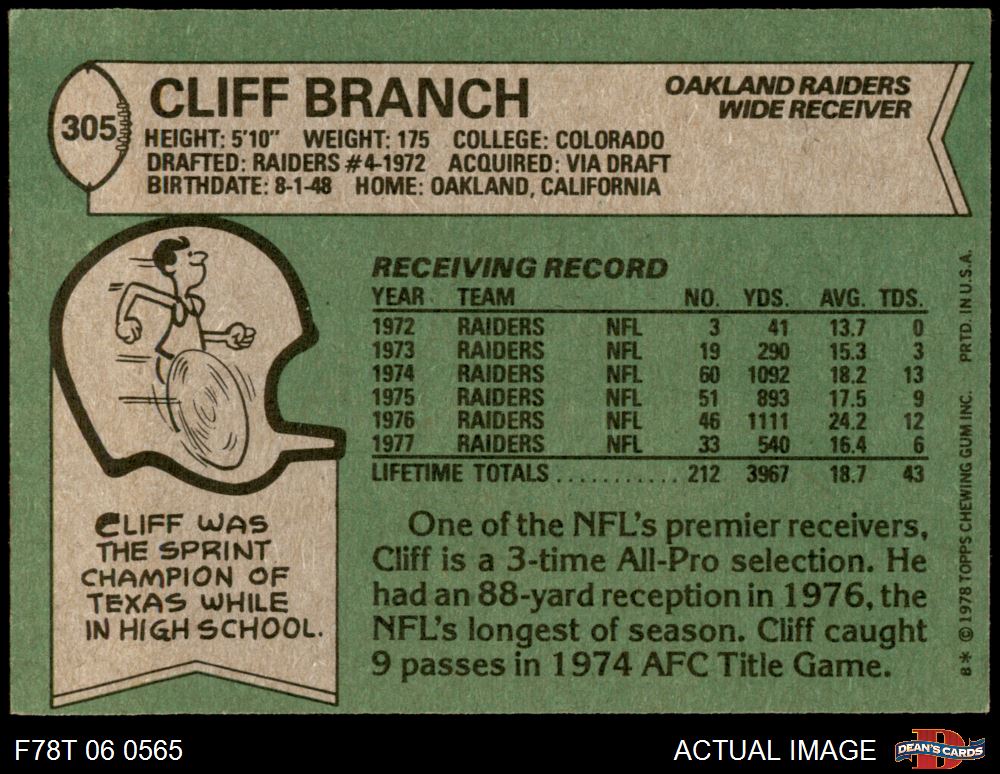 305
CLIFF BRANCH
OAKLAND RAIDERS
WIDE RECEIVER
HEIGHT: 5'10" WEIGHT: 175 COLLEGE: COLORADO
DRAFTED: RAIDERS #4-1972 ACQUIRED: VIA DRAFT
BIRTHDATE: 8-1-48 HOME: OAKLAND, CALIFORNIA
RECEIVING RECORD
YEAR TEAM NO. YDS. AVG. TDS.
1972 RAIDERS NFL 3 41 13.7 0
1973 RAIDERS NFL 19 290 15.3 3
1974 RAIDERS NFL 60 1092 18.2 13
1975 RAIDERS NFL 51 893 17.5 9
1976 RAIDERS NFL 46 1111 24.2 12
1977 RAIDERS NFL 33 540 16.4 6
LIFETIME TOTALS ........... 212 3967 18.7 43
CLIFF WAS
THE SPRINT
CHAMPION OF
TEXAS WHILE
IN HIGH SCHOOL.
One of the NFL's premier receivers,
Cliff is a 3-time All-Pro selection. He
had an 88-yard reception in 1976, the
NFL's longest of season. Cliff caught
9 passes in 1974 AFC Title Game.
8* © 1978 TOPPS CHEWING GUM INC. PRTD. IN U.S.A.
F78T 06 0565
ACTUAL IMAGE
D
DEAN'S CARDS